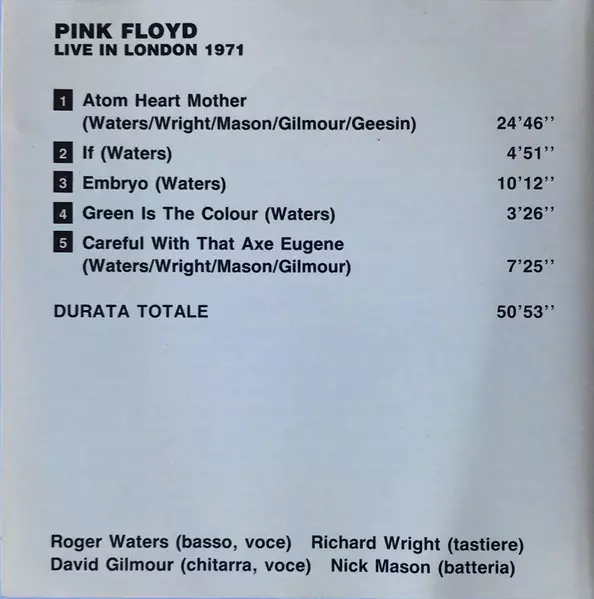 PINK FLOYD
LIVE IN LONDON 1971
1 Atom Heart Mother
(Waters/Wright/Mason/Gilmour/Geesin) 24'46''
2 If (Waters) 4'51''
3 Embryo (Waters) 10'12''
4 Green Is The Colour (Waters) 3'26''
5 Careful With That Axe Eugene
(Waters/Wright/Mason/Gilmour) 7'25''
DURATA TOTALE 50'53''
Roger Waters (basso, voce) Richard Wright (tastiere)
David Gilmour (chitarra, voce) Nick Mason (batteria)